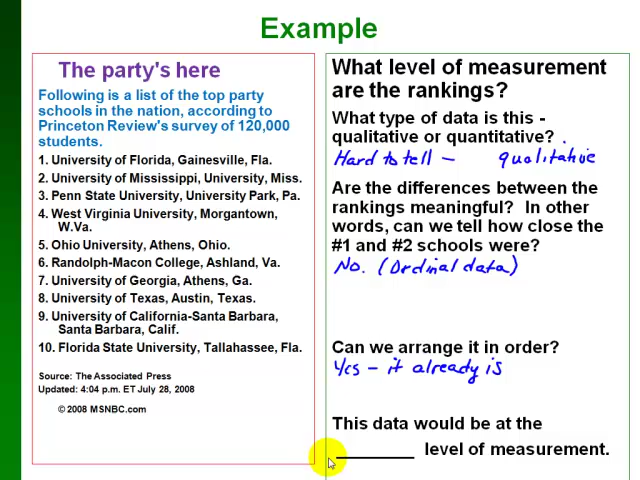 Example
The party's here
Following is a list of the top party
schools in the nation, according to
Princeton Review's survey of 120,000
students.
1. University of Florida, Gainesville, Fla.
2. University of Mississippi, University, Miss.
3. Penn State University, University Park, Pa.
4. West Virginia University, Morgantown,
W.Va.
5. Ohio University, Athens, Ohio.
6. Randolph-Macon College, Ashland, Va.
7. University of Georgia, Athens, Ga.
8. University of Texas, Austin, Texas.
9. University of California-Santa Barbara,
Santa Barbara, Calif.
10. Florida State University, Tallahassee, Fla.
Source: The Associated Press
Updated: 4:04 p.m. ET July 28, 2008
© 2008 MSNBC.com
What level of measurement
are the rankings?
What type of data is this -
qualitative or quantitative?
Hard to tell – qualitative
Are the differences between the
rankings meaningful? In other
words, can we tell how close the
#1 and #2 schools were?
No. (Ordinal data)
Can we arrange it in order?
Yes – it already is
This data would be at the
________ level of measurement.